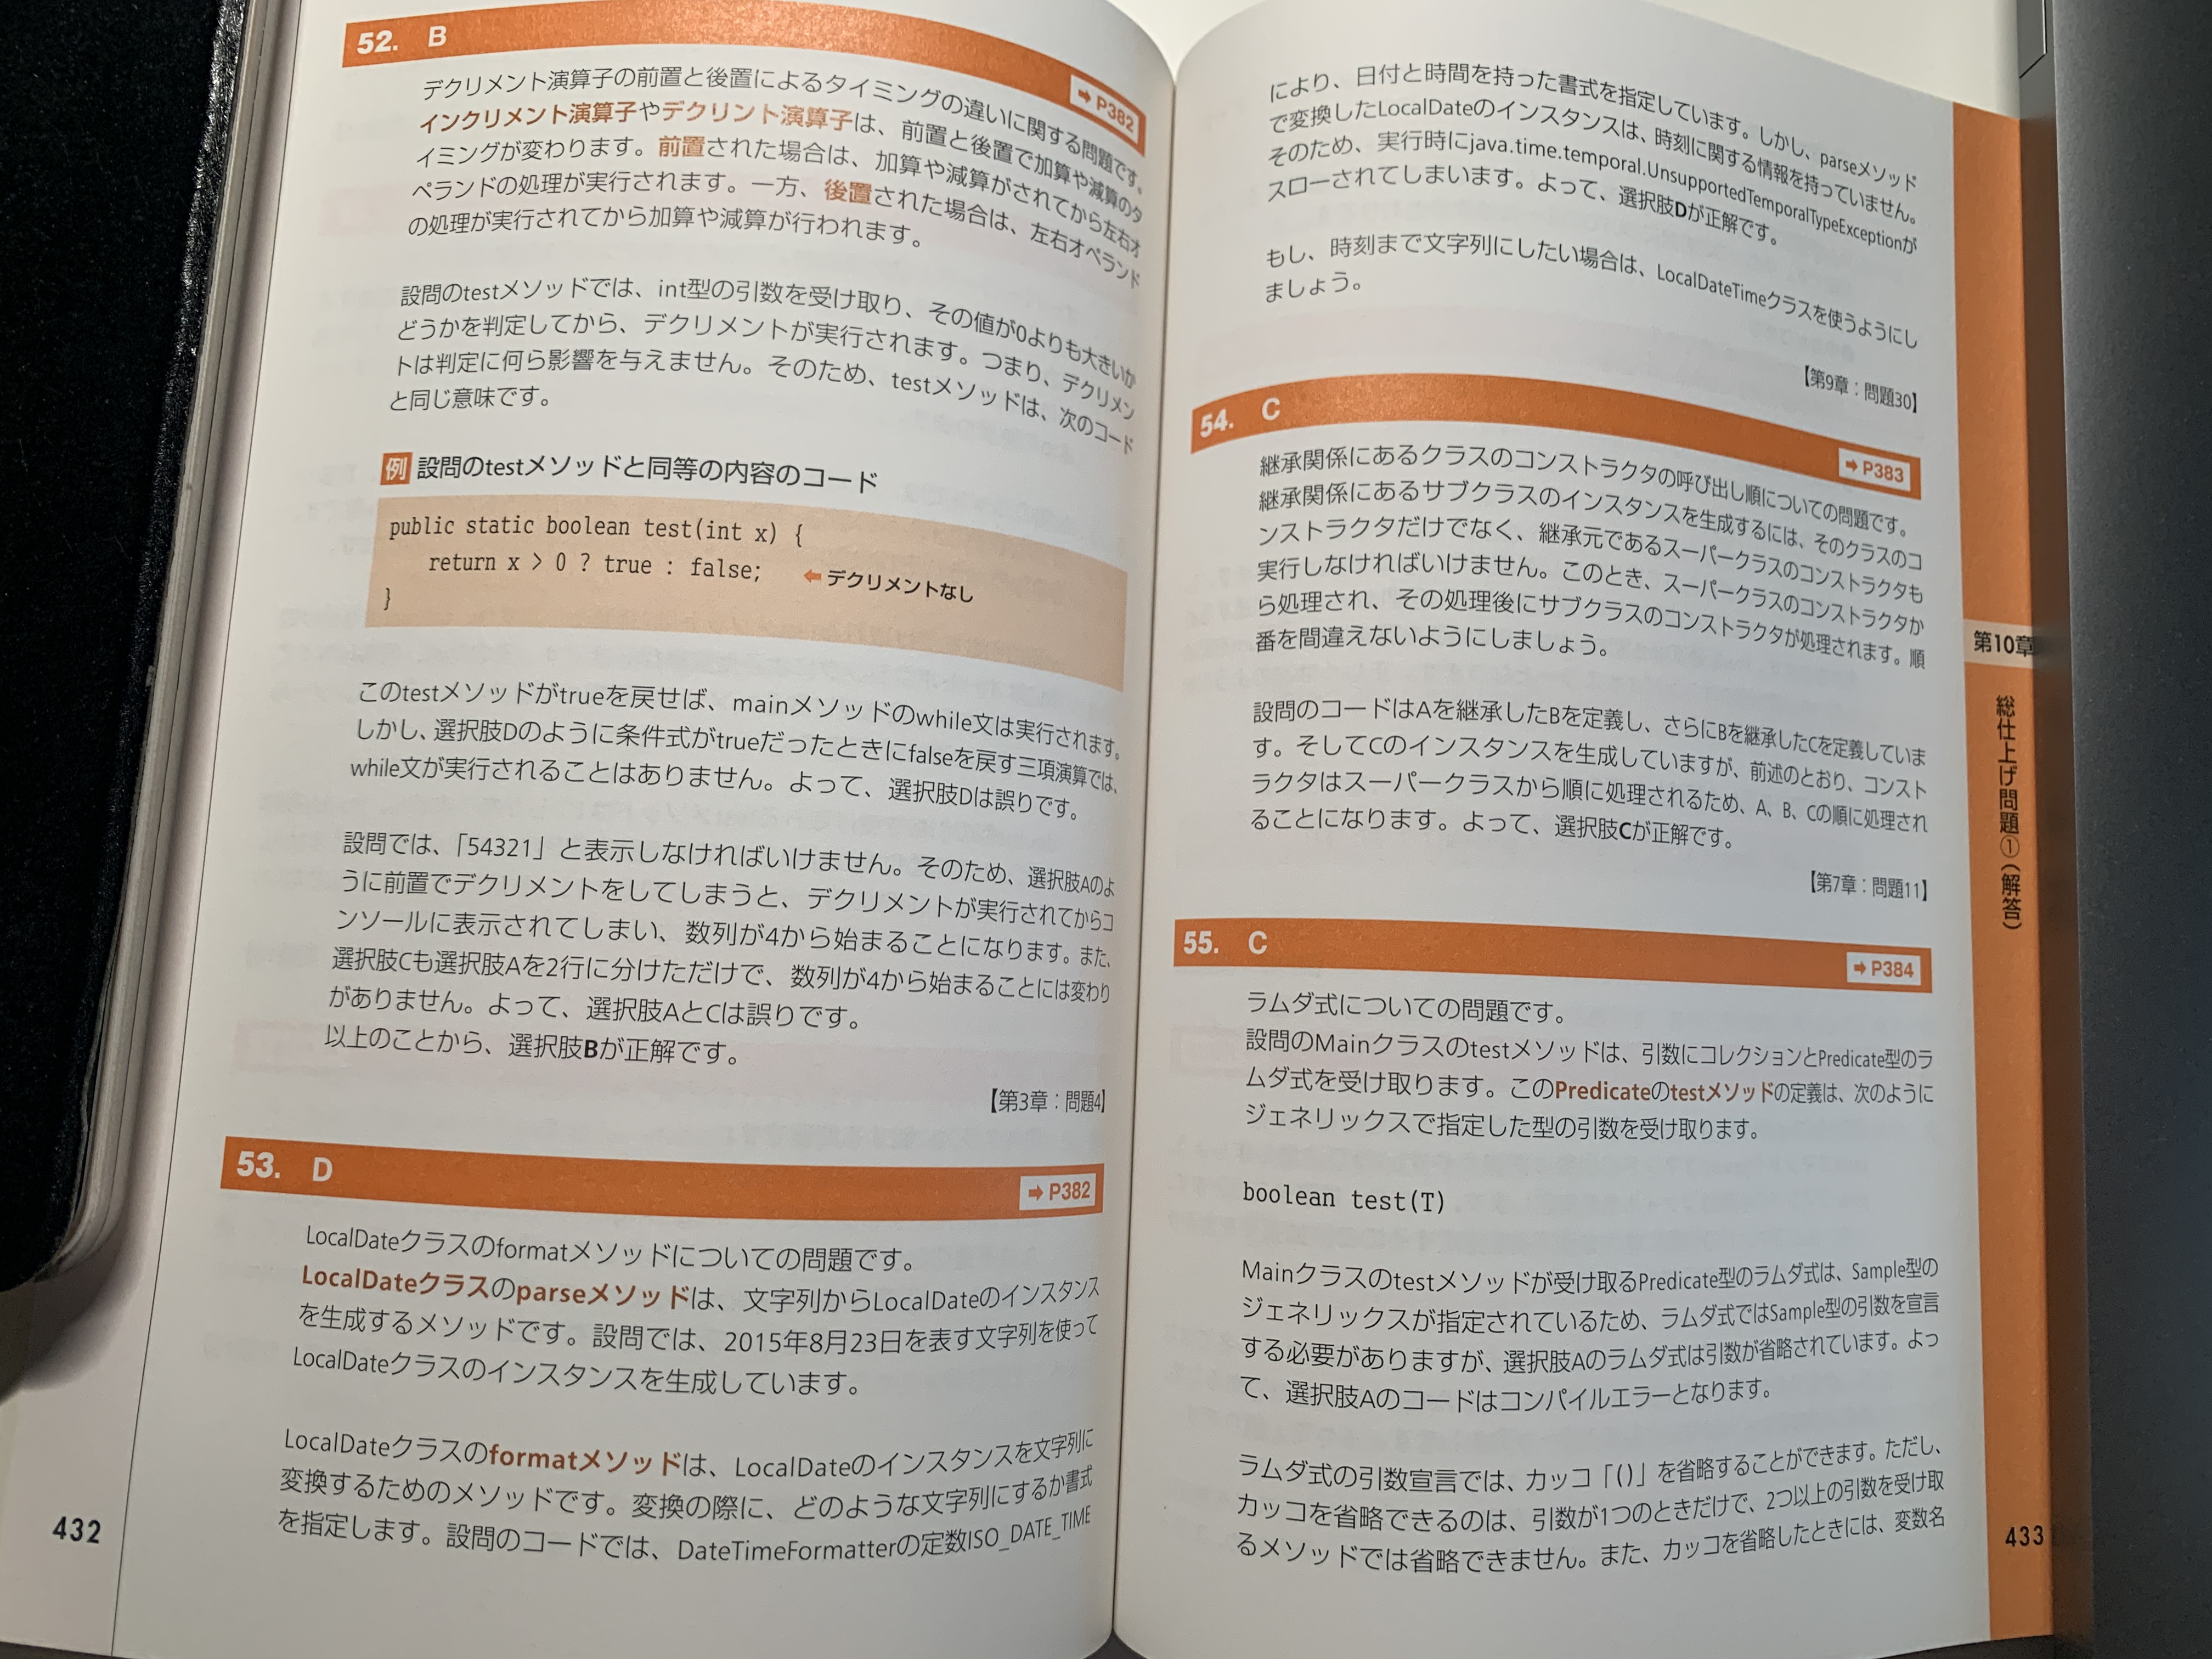 52. B
➡P382
デクリメント演算子の前置と後置によるタイミングの違いに関する問題です。
インクリメント演算子やデクリント演算子は、前置と後置で加算や減算のタ
イミングが変わります。前置された場合は、加算や減算がされてから左右オ
ペランドの処理が実行されます。一方、後置された場合は、左右オペランド
の処理が実行されてから加算や減算が行われます。
設問のtestメソッドでは、int型の引数を受け取り、その値が0よりも大きいか
どうかを判定してから、デクリメントが実行されます。つまり、デクリメン
トは判定に何ら影響を与えません。そのため、testメソッドは、次のコード
と同じ意味です。
例 設問のtestメソッドと同等の内容のコード
public static boolean test(int x) {
return x > 0 ? true : false; ⬅デクリメントなし
}
このtestメソッドがtrueを戻せば、mainメソッドのwhile文は実行されます。
しかし、選択肢Dのように条件式がtrueだったときにfalseを戻す三項演算では、
while文が実行されることはありません。よって、選択肢Dは誤りです。
設問では、「54321」と表示しなければいけません。そのため、選択肢Aのよ
うに前置でデクリメントをしてしまうと、デクリメントが実行されてからコ
ンソールに表示されてしまい、数列が4から始まることになります。また、
選択肢Cも選択肢Aを2行に分けただけで、数列が4から始まることには変わり
がありません。よって、選択肢AとCは誤りです。
以上のことから、選択肢Bが正解です。
【第3章：問題4】
53. D
➡P382
LocalDateクラスのformatメソッドについての問題です。
LocalDateクラスのparseメソッドは、文字列からLocalDateのインスタンス
を生成するメソッドです。設問では、2015年8月23日を表す文字列を使って
LocalDateクラスのインスタンスを生成しています。
LocalDateクラスのformatメソッドは、LocalDateのインスタンスを文字列に
変換するためのメソッドです。変換の際に、どのような文字列にするか書式
を指定します。設問のコードでは、DateTimeFormatterの定数ISO_DATE_TIME
432
により、日付と時間を持った書式を指定しています。しかし、parseメソッド
で変換したLocalDateのインスタンスは、時刻に関する情報を持っていません。
そのため、実行時にjava.time.temporal.UnsupportedTemporalTypeExceptionが
スローされてしまいます。よって、選択肢Dが正解です。
もし、時刻まで文字列にしたい場合は、LocalDateTimeクラスを使うようにし
ましょう。
【第9章：問題30】
54. C
➡P383
継承関係にあるクラスのコンストラクタの呼び出し順についての問題です。
継承関係にあるサブクラスのインスタンスを生成するには、そのクラスのコ
ンストラクタだけでなく、継承元であるスーパークラスのコンストラクタも
実行しなければいけません。このとき、スーパークラスのコンストラクタか
ら処理され、その処理後にサブクラスのコンストラクタが処理されます。順
番を間違えないようにしましょう。
設問のコードはAを継承したBを定義し、さらにBを継承したCを定義していま
す。そしてCのインスタンスを生成していますが、前述のとおり、コンスト
ラクタはスーパークラスから順に処理されるため、A、B、Cの順に処理され
ることになります。よって、選択肢Cが正解です。
【第7章：問題11】
55. C
➡P384
ラムダ式についての問題です。
設問のMainクラスのtestメソッドは、引数にコレクションとPredicate型のラ
ムダ式を受け取ります。このPredicateのtestメソッドの定義は、次のように
ジェネリックスで指定した型の引数を受け取ります。
boolean test(T)
Mainクラスのtestメソッドが受け取るPredicate型のラムダ式は、Sample型の
ジェネリックスが指定されているため、ラムダ式ではSample型の引数を宣言
する必要がありますが、選択肢Aのラムダ式は引数が省略されています。よっ
て、選択肢Aのコードはコンパイルエラーとなります。
ラムダ式の引数宣言では、カッコ「()」を省略することができます。ただし、
カッコを省略できるのは、引数が1つのときだけで、2つ以上の引数を受け取
るメソッドでは省略できません。また、カッコを省略したときには、変数名
第10章
総仕上げ問題①（解答）
433